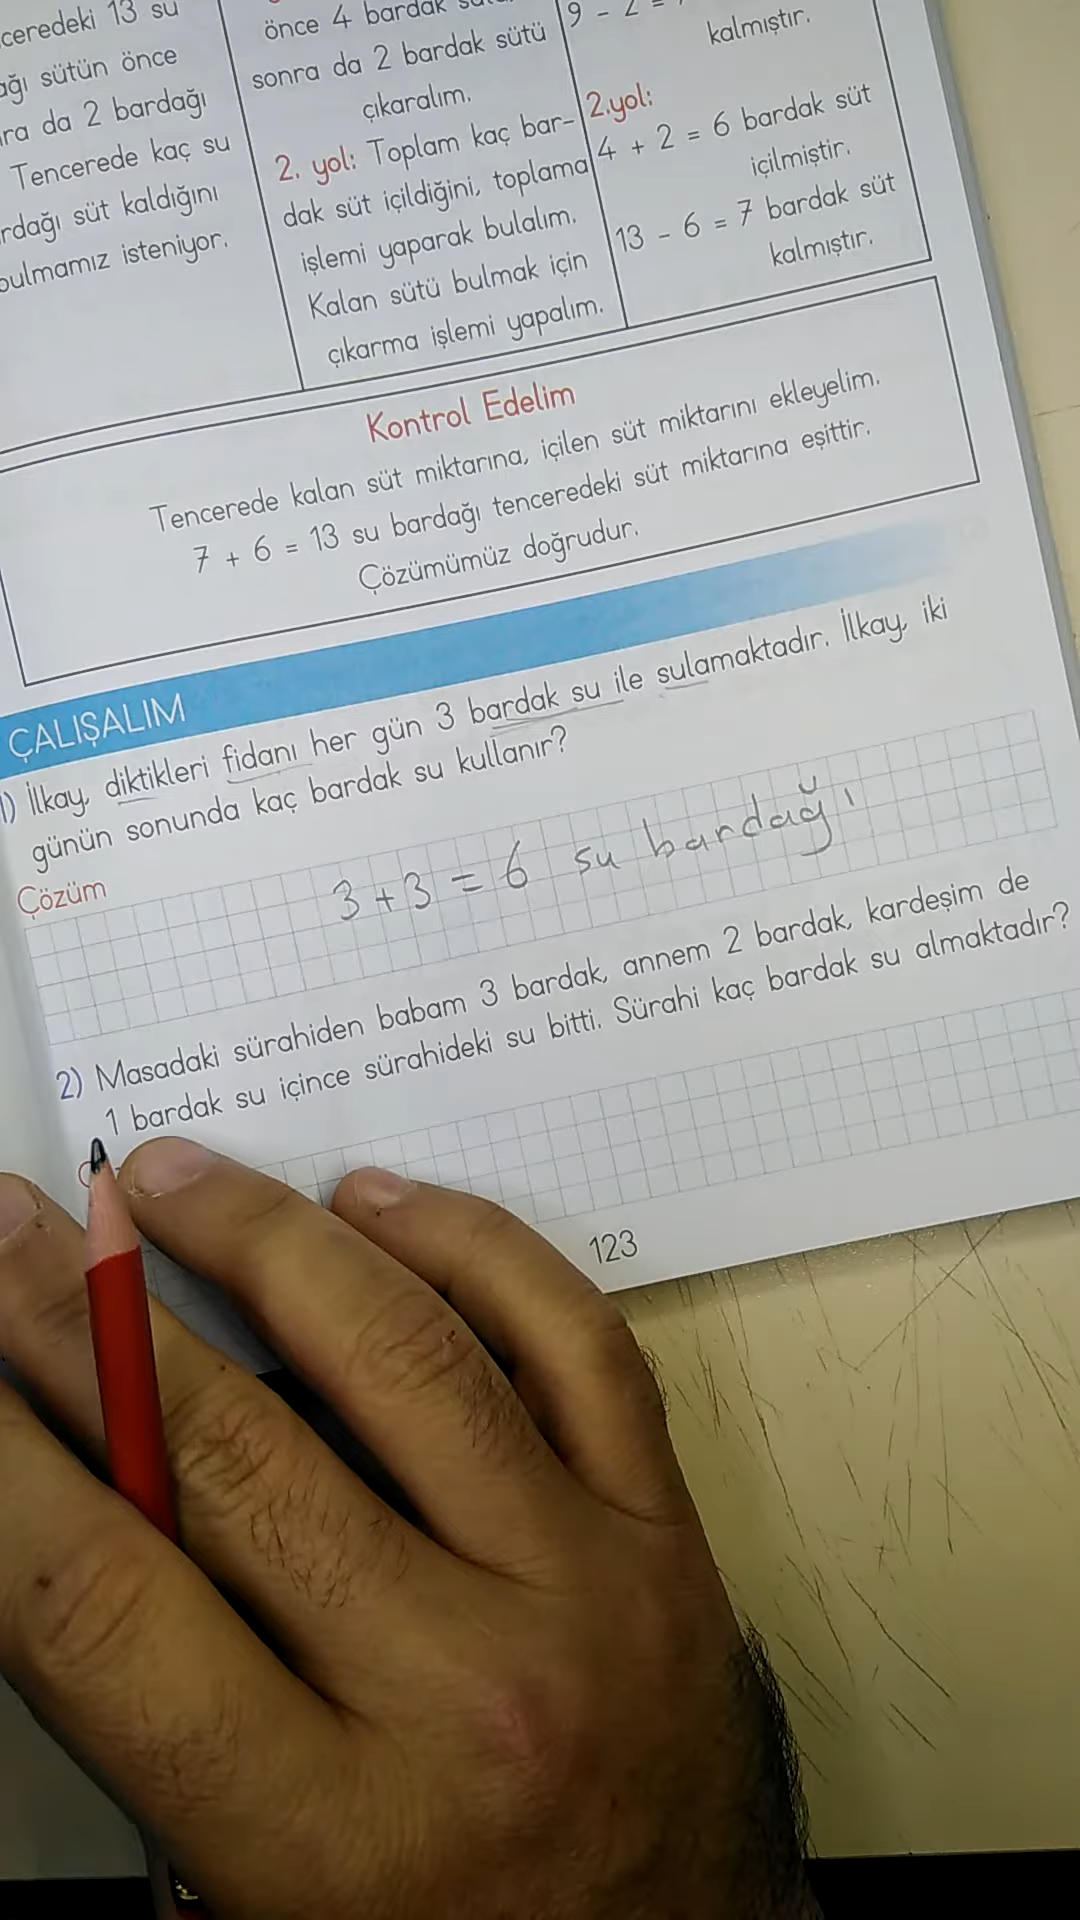 13 su
sütün önce
da 2 bardağı
Tencerede kaç su
süt kaldığını
isteniyor.
önce 4 bardak
sonra da 2 bardak sütü
çıkaralım.
2. yol: Toplam kaç bar-
dak süt içildiğini, toplama
işlemi yaparak bulalım.
Kalan sütü bulmak için
çıkarma işlemi yapalım.
9 - 2 =
kalmıştır.
2.yol:
4 + 2 = 6 bardak süt
içilmiştir.
13 - 6 = 7 bardak süt
kalmıştır.
Kontrol Edelim
Tencerede kalan süt miktarına, içilen süt miktarını ekleyelim.
7 + 6 = 13 su bardağı tenceredeki süt miktarına eşittir.
Çözümümüz doğrudur.
ÇALIŞALIM
1) İlkay, diktikleri fidanı her gün 3 bardak su ile sulamaktadır. İlkay, iki
günün sonunda kaç bardak su kullanır?
Çözüm
3 + 3 = 6 su bardağı
2) Masadaki sürahiden babam 3 bardak, annem 2 bardak, kardeşim de
1 bardak su içince sürahideki su bitti. Sürahi kaç bardak su almaktadır?
123